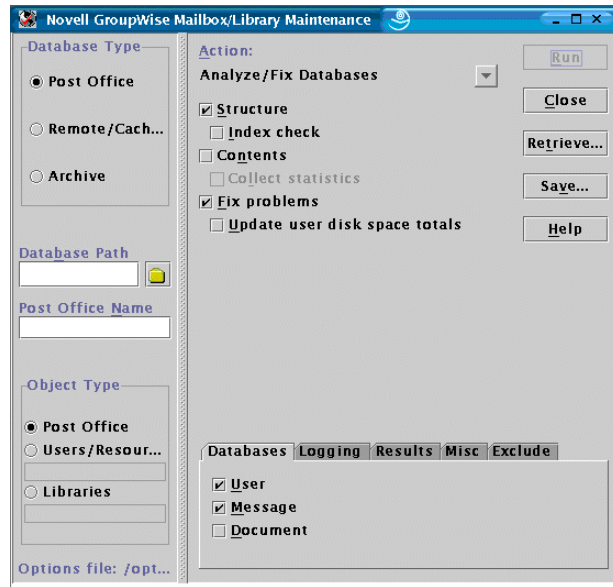 Novell GroupWise Mailbox/Library Maintenance
Database Type
Post Office
Remote/Cach...
Archive
Database Path
Post Office Name
Object Type
Post Office
Users/Resour...
Libraries
Options file: /opt...
Action:
Analyze/Fix Databases
Structure
Index check
Contents
Collect statistics
Fix problems
Update user disk space totals
Databases Logging Results Misc Exclude
User
Message
Document
Run
Close
Retrieve...
Save...
Help